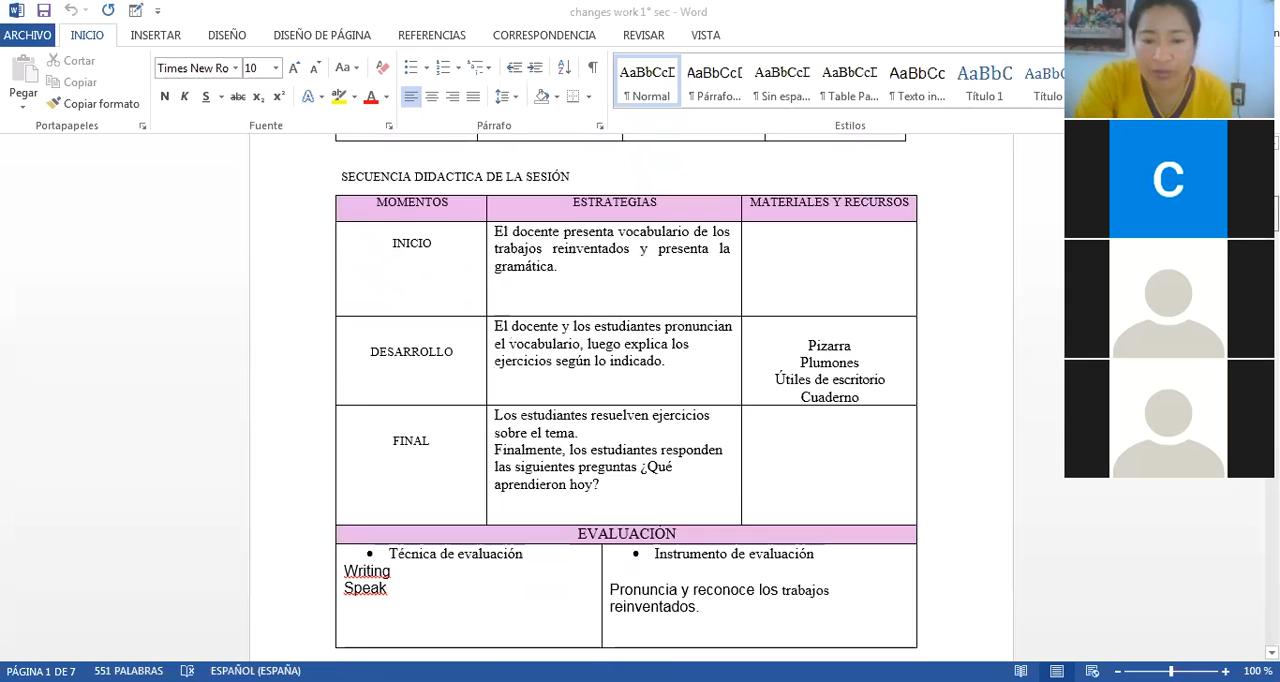 changes work 1° sec - Word
ARCHIVO INICIO INSERTAR DISEÑO DISEÑO DE PÁGINA REFERENCIAS CORRESPONDENCIA REVISAR VISTA
Pegar
Cortar
Copiar
Copiar formato
Portapapeles
Times New Ro 10
Fuente
Párrafo
AaBbCcI AaBbCcI AaBbCcI AaBbCcI AaBbCc AaBbC AaBbC
¶ Normal ¶ Párrafo... ¶ Sin espa... ¶ Table Pa... ¶ Texto in... Título 1 Título
Estilos
C
SECUENCIA DIDACTICA DE LA SESIÓN
MOMENTOS ESTRATEGIAS MATERIALES Y RECURSOS
INICIO
El docente presenta vocabulario de los
trabajos reinventados y presenta la
gramática.
DESARROLLO
El docente y los estudiantes pronuncian
el vocabulario, luego explica los
ejercicios según lo indicado.
Pizarra
Plumones
Útiles de escritorio
Cuaderno
FINAL
Los estudiantes resuelven ejercicios
sobre el tema.
Finalmente, los estudiantes responden
las siguientes preguntas ¿Qué
aprendieron hoy?
EVALUACIÓN
• Técnica de evaluación
Writing
Speak
• Instrumento de evaluación
Pronuncia y reconoce los trabajos
reinventados.
PÁGINA 1 DE 7 551 PALABRAS ESPAÑOL (ESPAÑA) 100 %